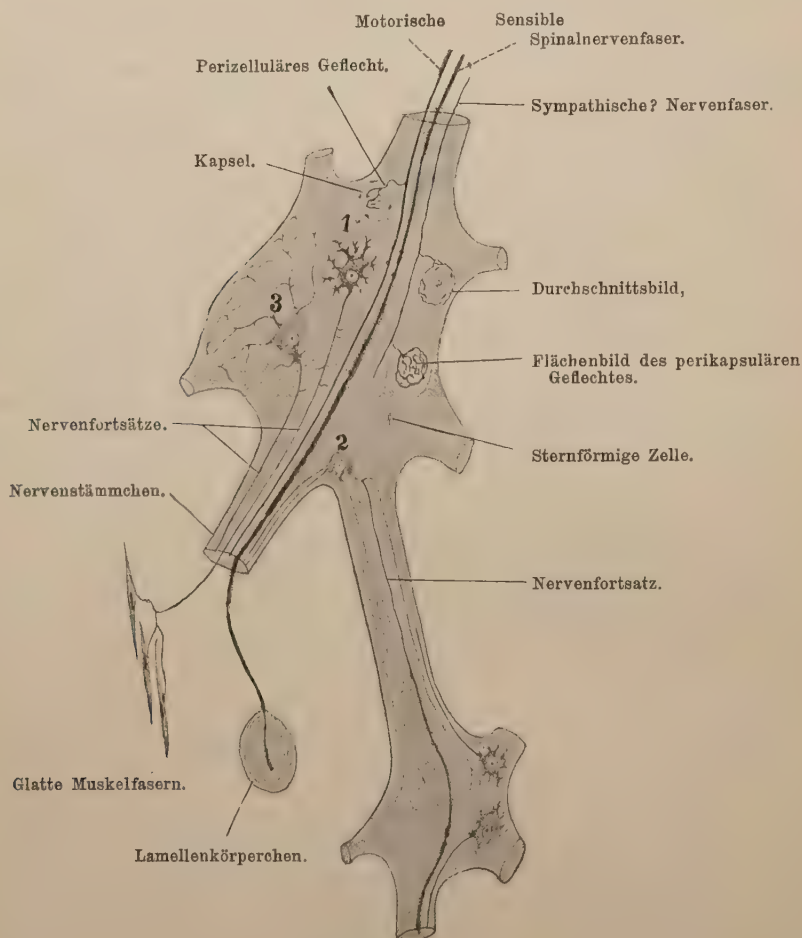 Motorische
Sensible
Spinalnervenfaser.
Perizelluläres Geflecht.
Sympathische? Nervenfaser.
Kapsel.
1
3
Durchschnittsbild,
Flächenbild des perikapsulären
Geflechtes.
Nervenfortsätze.
2
Sternförmige Zelle.
Nervenstämmchen.
Nervenfortsatz.
Glatte Muskelfasern.
Lamellenkörperchen.